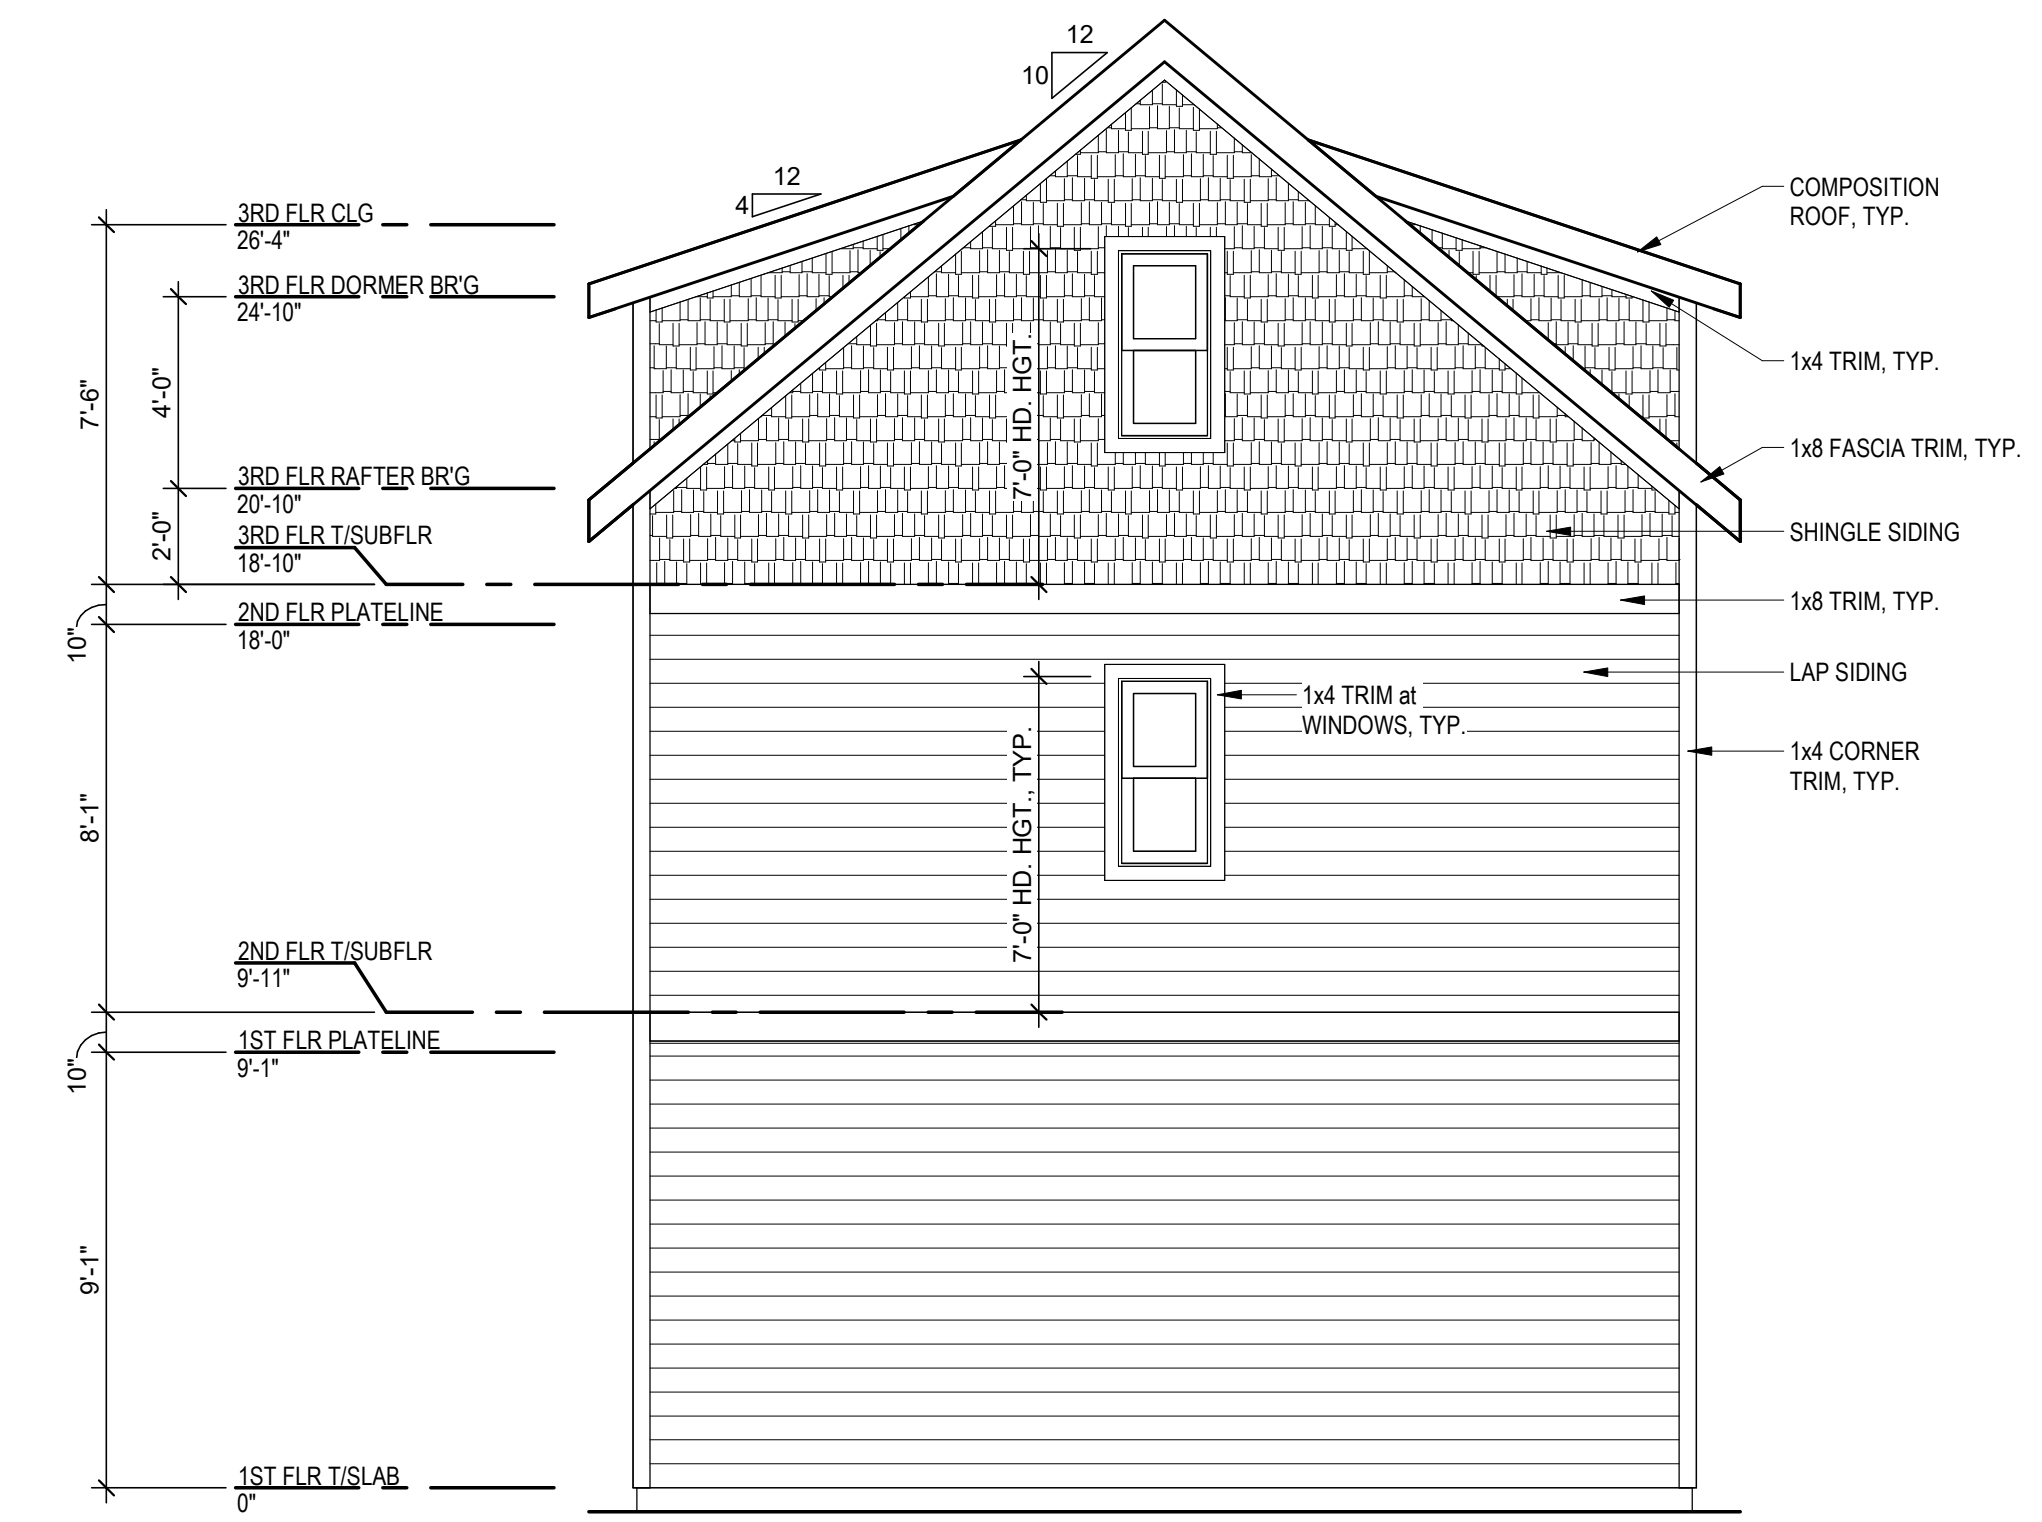 12
10
12
4
3RD FLR CLG
26'-4"
3RD FLR DORMER BR'G
24'-10"
7'-6"
4'-0"
3RD FLR RAFTER BR'G
20'-10"
2'-0"
3RD FLR T/SUBFLR
18'-10"
10"
2ND FLR PLATELINE
18'-0"
8'-1"
2ND FLR T/SUBFLR
9'-11"
10"
1ST FLR PLATELINE
9'-1"
9'-1"
1ST FLR T/SLAB
0"
7'-0" HD. HGT.
7'-0" HD. HGT., TYP.
1x4 TRIM at
WINDOWS, TYP.
COMPOSITION
ROOF, TYP.
1x4 TRIM, TYP.
1x8 FASCIA TRIM, TYP.
SHINGLE SIDING
1x8 TRIM, TYP.
LAP SIDING
1x4 CORNER
TRIM, TYP.